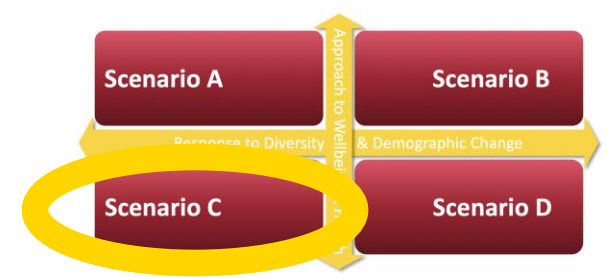 Scenario A
Scenario B
Approach to Wellbei
Response to Diversity & Demographic Change
Scenario C
Scenario D